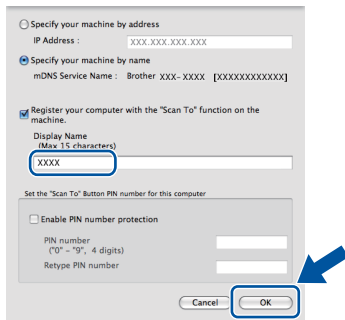 Specify your machine by address
IP Address : XXX.XXX.XXX.XXX
Specify your machine by name
mDNS Service Name : Brother XXX-XXXX [XXXXXXXXXXXX]
Register your computer with the "Scan To" function on the
machine.
Display Name
(Max 15 characters)
XXXX
Set the "Scan To" Button PIN number for this computer
Enable PIN number protection
PIN number
("0" – "9", 4 digits)
Retype PIN number
Cancel OK